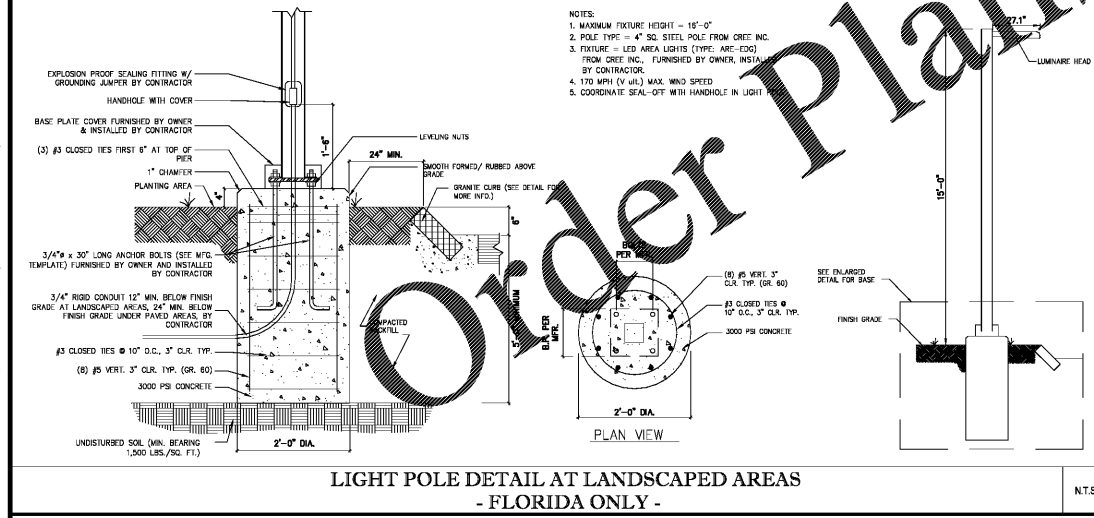 EXPLOSION PROOF SEALING FITTING W/
GROUNDING JUMPER BY CONTRACTOR
HANDHOLE WITH COVER
BASE PLATE COVER FURNISHED BY OWNER
& INSTALLED BY CONTRACTOR
(3) #3 CLOSED TIES FIRST 6" AT TOP OF
PIER
1" CHAMFER
PLANTING AREA
4"
3/4"ø x 30" LONG ANCHOR BOLTS (SEE MFG.
TEMPLATE) FURNISHED BY OWNER AND INSTALLED
BY CONTRACTOR
3/4" RIGID CONDUIT 12" MIN. BELOW FINISH
GRADE AT LANDSCAPED AREAS, 24" MIN. BELOW
FINISH GRADE UNDER PAVED AREAS, BY
CONTRACTOR
#3 CLOSED TIES @ 10" O.C., 3" CLR. TYP.
(8) #5 VERT. 3" CLR. TYP. (GR. 60)
3000 PSI CONCRETE
UNDISTURBED SOIL (MIN. BEARING
1,500 LBS./SQ. FT.)
2'-0" DIA.
1'-6"
LEVELING NUTS
24" MIN.
SMOOTH FORMED/ RUBBED ABOVE
GRADE
GRANITE CURB (SEE DETAIL FOR
MORE INFO.)
6"
COMPACTED
BACKFILL
NOTES:
1. MAXIMUM FIXTURE HEIGHT = 15'-0"
2. POLE TYPE = 4" SQ. STEEL POLE FROM CREE INC.
3. FIXTURE = LED AREA LIGHTS (TYPE: ARE-EDG)
FROM CREE INC., FURNISHED BY OWNER, INSTALLED
BY CONTRACTOR.
4. 170 MPH (V ult.) MAX. WIND SPEED
5. COORDINATE SEAL-OFF WITH HANDHOLE IN LIGHT
BOLTS
PER MFR.
B.P. PER
MFR.
(8) #5 VERT. 3"
CLR. TYP. (GR. 60)
#3 CLOSED TIES @
10" O.C., 3" CLR. TYP.
3000 PSI CONCRETE
2'-0" DIA.
PLAN VIEW
27.1"
LUMINAIRE HEAD
15'-0"
SEE ENLARGED
DETAIL FOR BASE
FINISH GRADE
Order Plan
LIGHT POLE DETAIL AT LANDSCAPED AREAS
- FLORIDA ONLY -
N.T.S